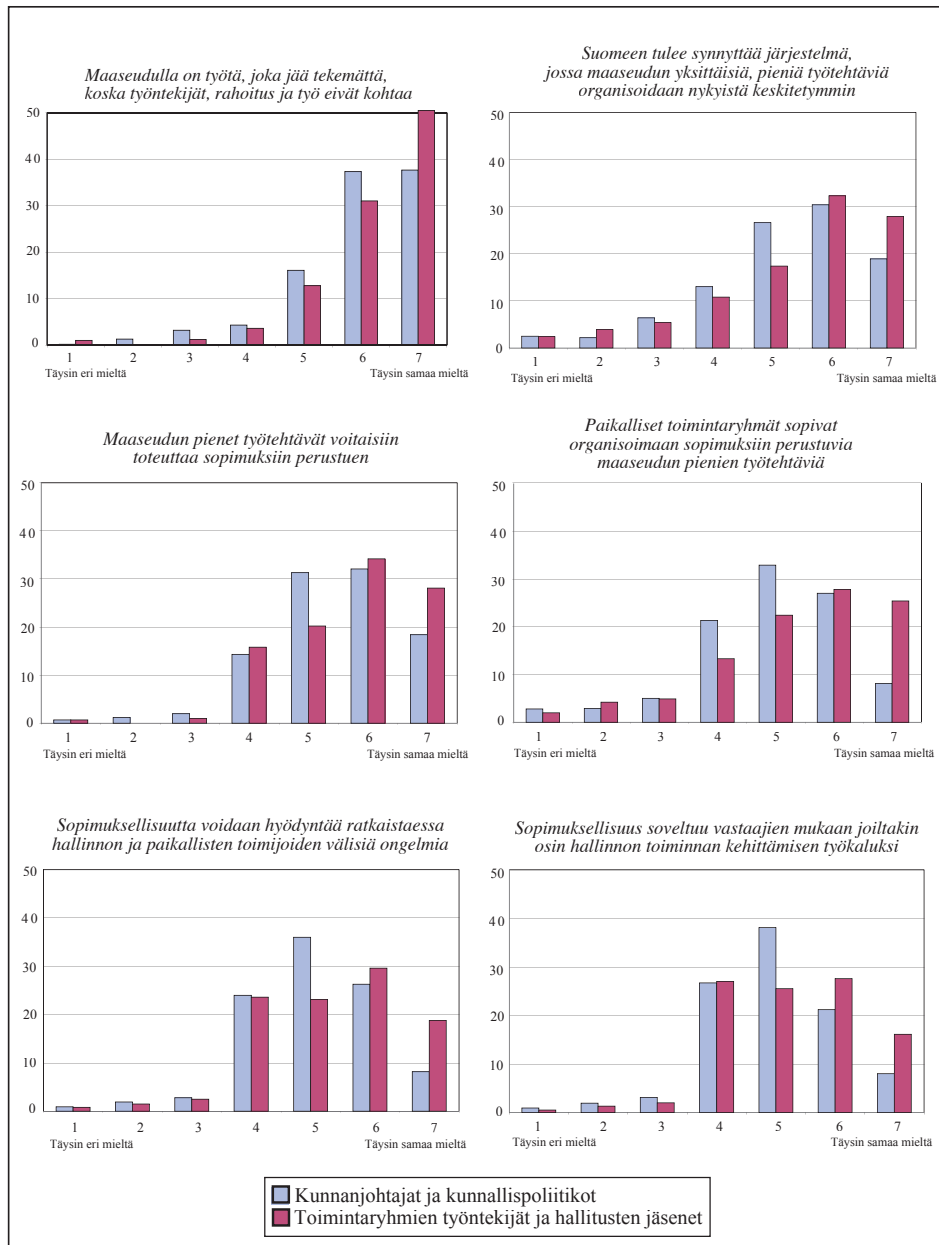 Maaseudulla on työtä, joka jää tekemättä,
koska työntekijät, rahoitus ja työ eivät kohtaa
50
40
30
20
10
0
1 2 3 4 5 6 7
Täysin eri mieltä Täysin samaa mieltä
Suomeen tulee synnyttää järjestelmä,
jossa maaseudun yksittäisiä, pieniä työtehtäviä
organisoidaan nykyistä keskitetymmin
50
40
30
20
10
0
1 2 3 4 5 6 7
Täysin eri mieltä Täysin samaa mieltä
Maaseudun pienet työtehtävät voitaisiin
toteuttaa sopimuksiin perustuen
50
40
30
20
10
0
1 2 3 4 5 6 7
Täysin eri mieltä Täysin samaa mieltä
Paikalliset toimintaryhmät sopivat
organisoimaan sopimuksiin perustuvia
maaseudun pienien työtehtäviä
50
40
30
20
10
0
1 2 3 4 5 6 7
Täysin eri mieltä Täysin samaa mieltä
Sopimuksellisuutta voidaan hyödyntää ratkaistaessa
hallinnon ja paikallisten toimijoiden välisiä ongelmia
50
40
30
20
10
0
1 2 3 4 5 6 7
Täysin eri mieltä Täysin samaa mieltä
Sopimuksellisuus soveltuu vastaajien mukaan joiltakin
osin hallinnon toiminnan kehittämisen työkaluksi
50
40
30
20
10
0
1 2 3 4 5 6 7
Täysin eri mieltä Täysin samaa mieltä
Kunnanjohtajat ja kunnallispoliitikot
Toimintaryhmien työntekijät ja hallitusten jäsenet